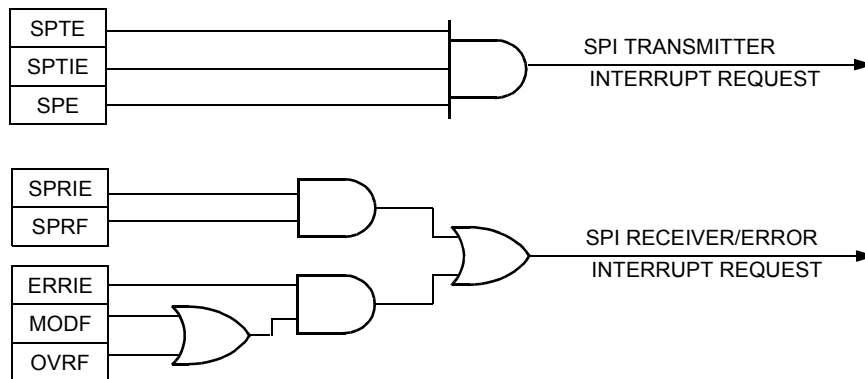 SPTE
SPTIE
SPE
SPI TRANSMITTER
INTERRUPT REQUEST
SPRIE
SPRF
ERRIE
MODF
OVRF
SPI RECEIVER/ERROR
INTERRUPT REQUEST